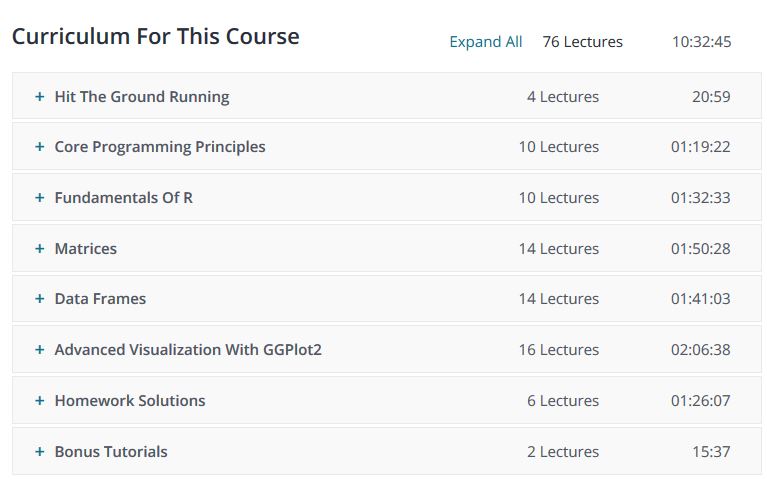 Curriculum For This Course Expand All 76 Lectures 10:32:45
+ Hit The Ground Running 4 Lectures 20:59
+ Core Programming Principles 10 Lectures 01:19:22
+ Fundamentals Of R 10 Lectures 01:32:33
+ Matrices 14 Lectures 01:50:28
+ Data Frames 14 Lectures 01:41:03
+ Advanced Visualization With GGPlot2 16 Lectures 02:06:38
+ Homework Solutions 6 Lectures 01:26:07
+ Bonus Tutorials 2 Lectures 15:37